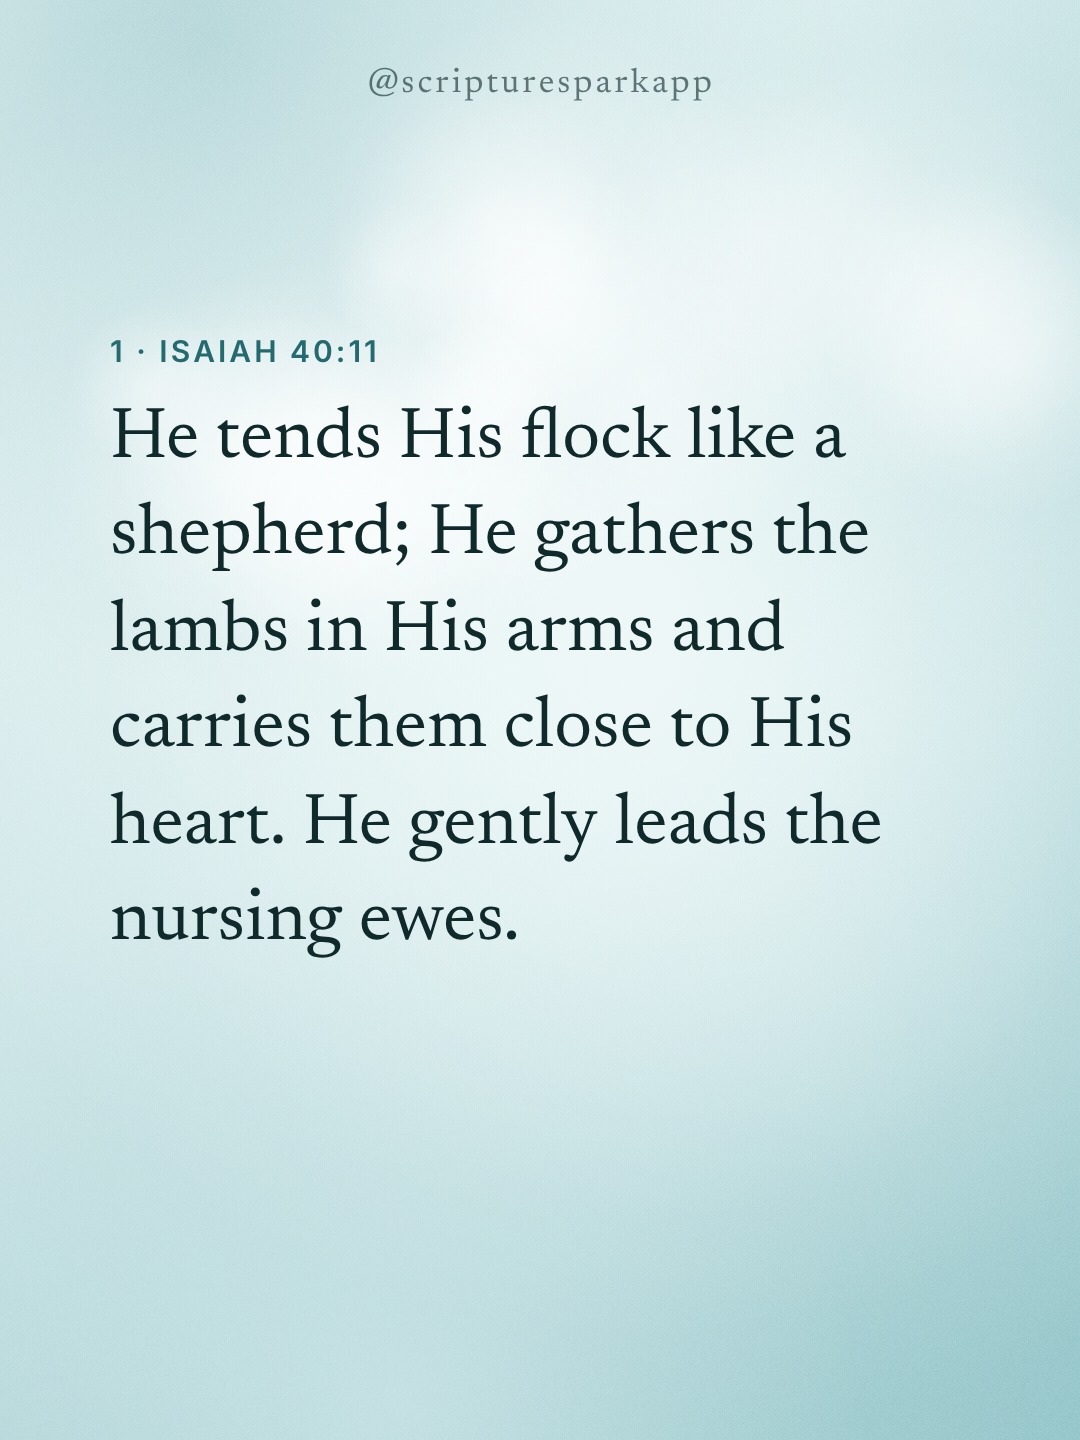 @scripturesparkapp
1 · ISAIAH 40:11
He tends His flock like a
shepherd; He gathers the
lambs in His arms and
carries them close to His
heart. He gently leads the
nursing ewes.